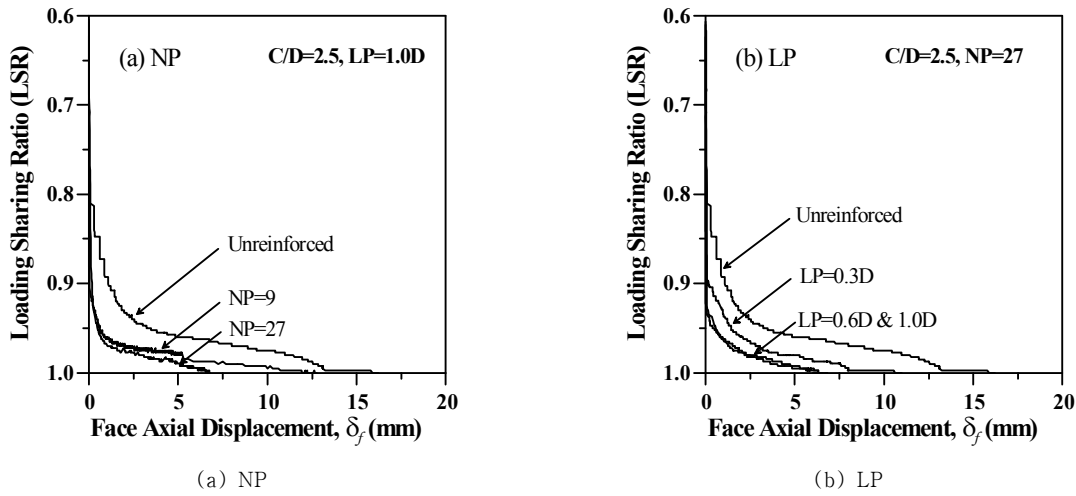 0.6
0.7
0.8
0.9
1.0
Loading Sharing Ratio (LSR)
(a) NP
C/D=2.5, LP=1.0D
Unreinforced
NP=9
NP=27
0 5 10 15 20
Face Axial Displacement, δf (mm)
(a) NP
0.6
0.7
0.8
0.9
1.0
Loading Sharing Ratio (LSR)
(b) LP
C/D=2.5, NP=27
Unreinforced
LP=0.3D
LP=0.6D & 1.0D
0 5 10 15 20
Face Axial Displacement, δf (mm)
(b) LP